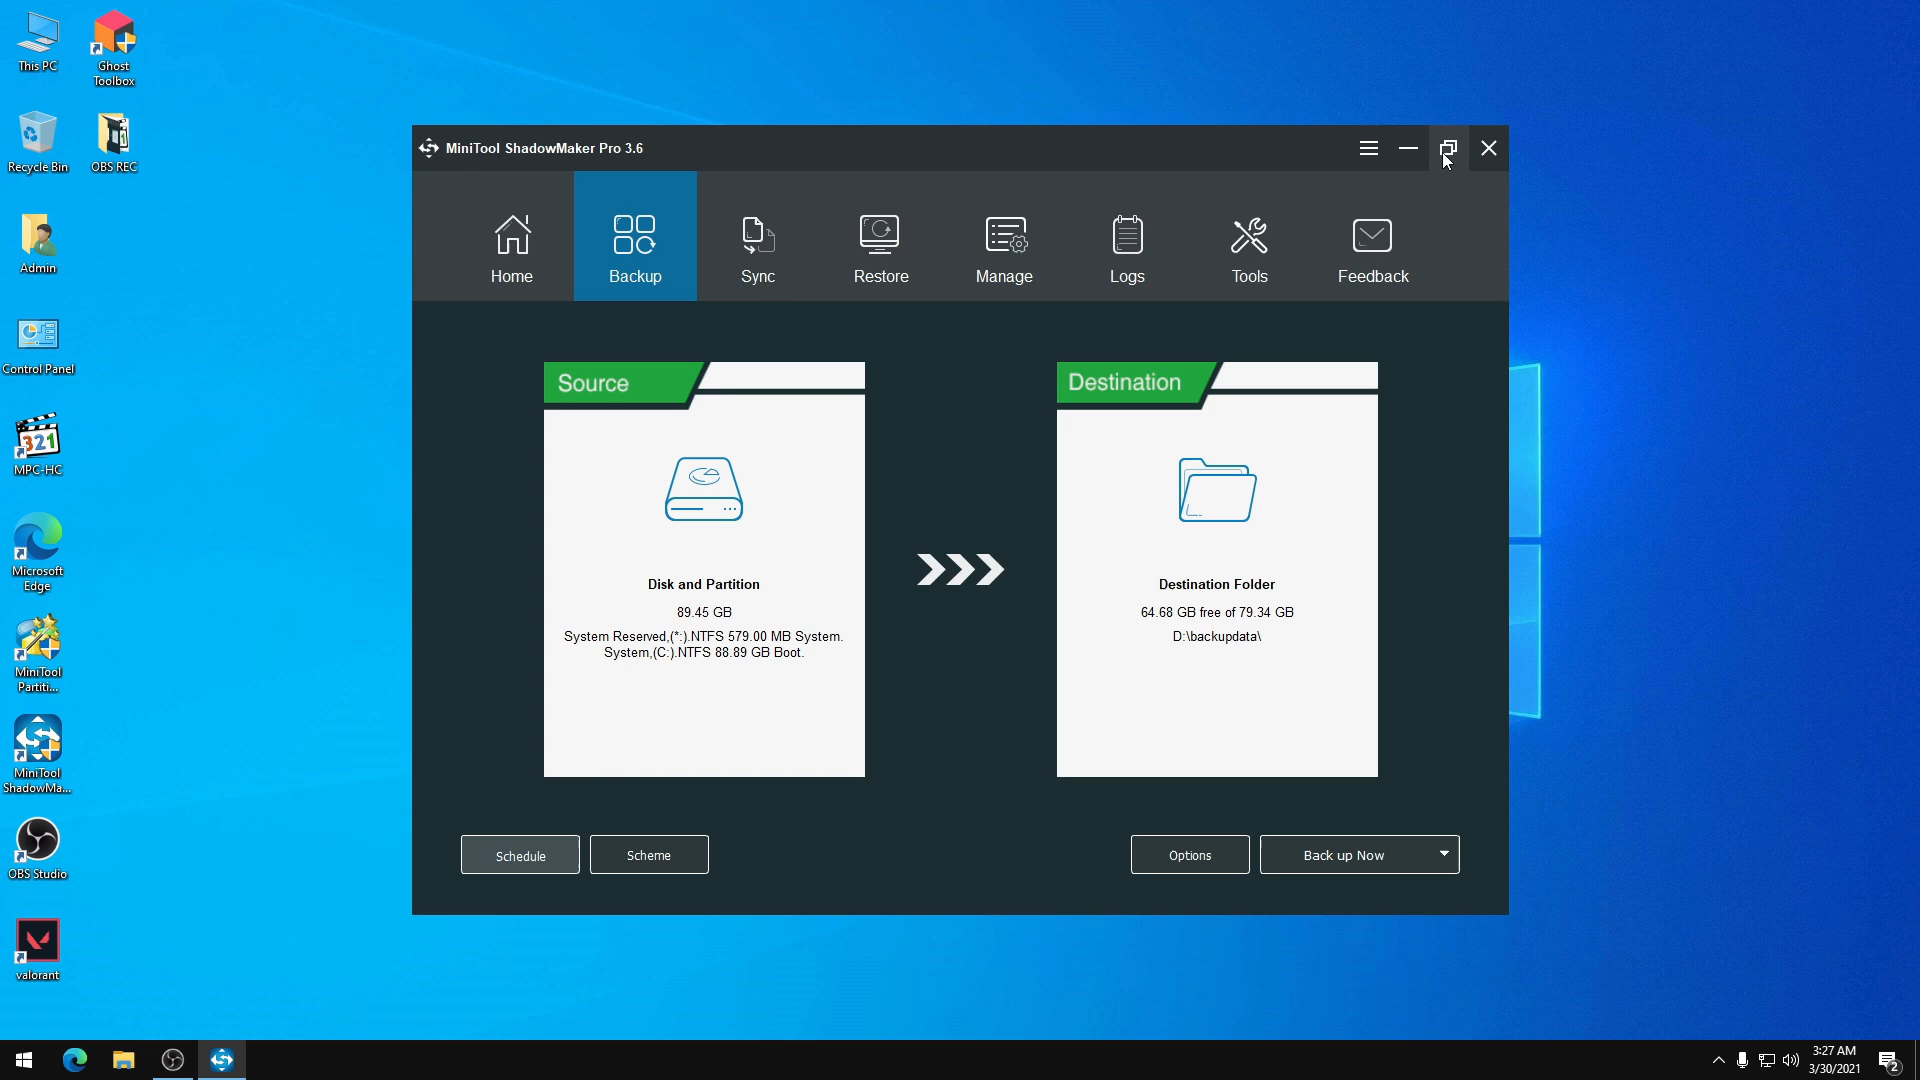 This PC
Ghost
Toolbox
Recycle Bin
OBS REC
Admin
Control Panel
321
MPC-HC
Microsoft
Edge
MiniTool
Partiti...
MiniTool
ShadowMa...
OBS Studio
valorant
MiniTool ShadowMaker Pro 3.6
Home
Backup
Sync
Restore
Manage
Logs
Tools
Feedback
Source
Disk and Partition
89.45 GB
System Reserved,(*:).NTFS 579.00 MB System.
System,(C:).NTFS 88.89 GB Boot.
Destination
Destination Folder
64.68 GB free of 79.34 GB
D:\backupdata\
Schedule
Scheme
Options
Back up Now
3:27 AM
3/30/2021
2